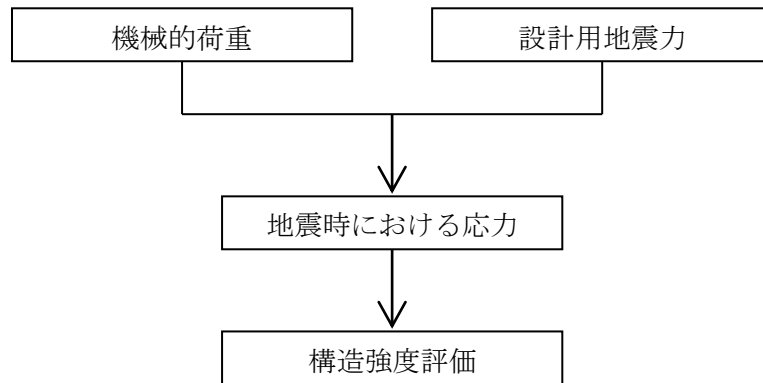 機械的荷重
設計用地震力
地震時における応力
構造強度評価